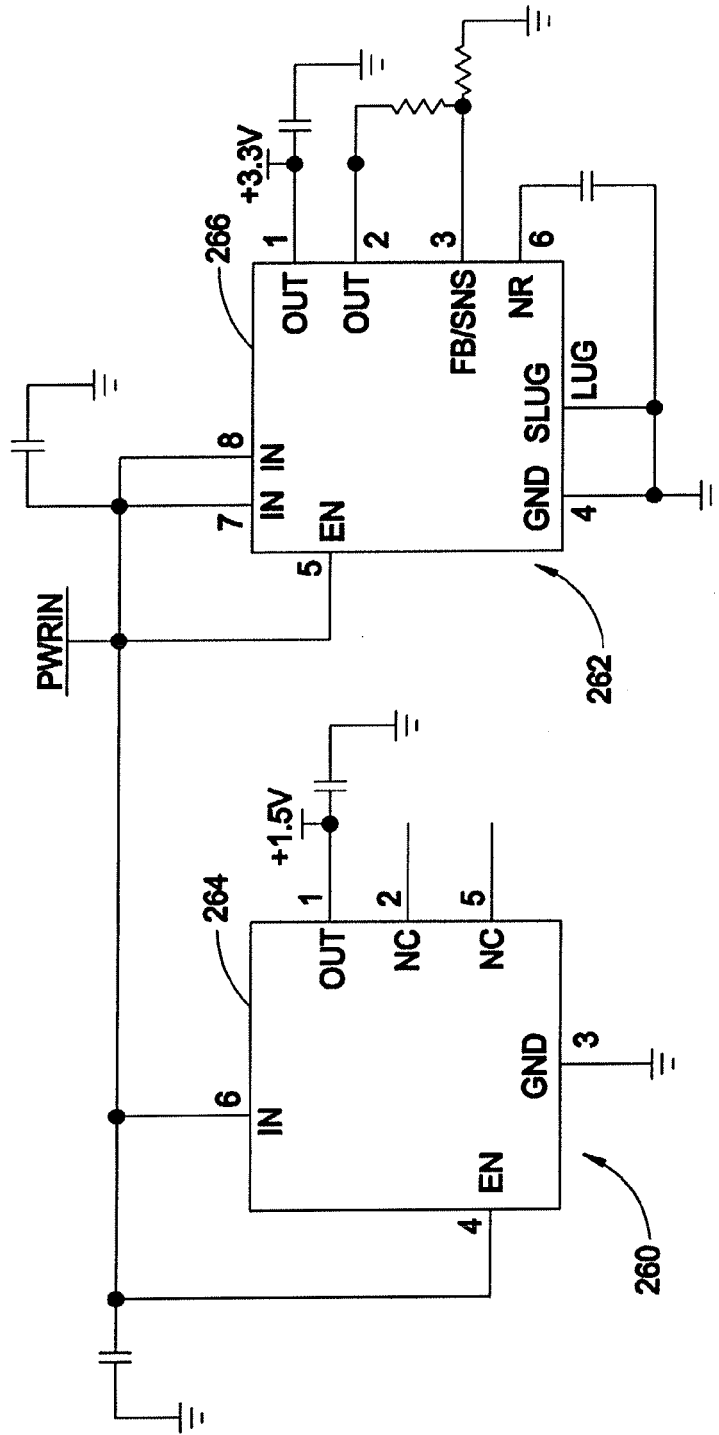 PWRIN
264
6
IN
+1.5V
1
OUT
2
NC
5
NC
4
EN
GND
3
260
266
7
8
IN
IN
5
EN
+3.3V
1
OUT
2
OUT
3
FB/SNS
6
NR
GND
SLUG
4
LUG
262